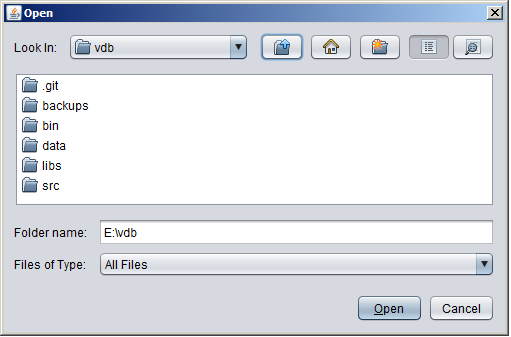 Open
Look In: vdb
.git
backups
bin
data
libs
src
Folder name: E:\vdb
Files of Type: All Files
Open Cancel